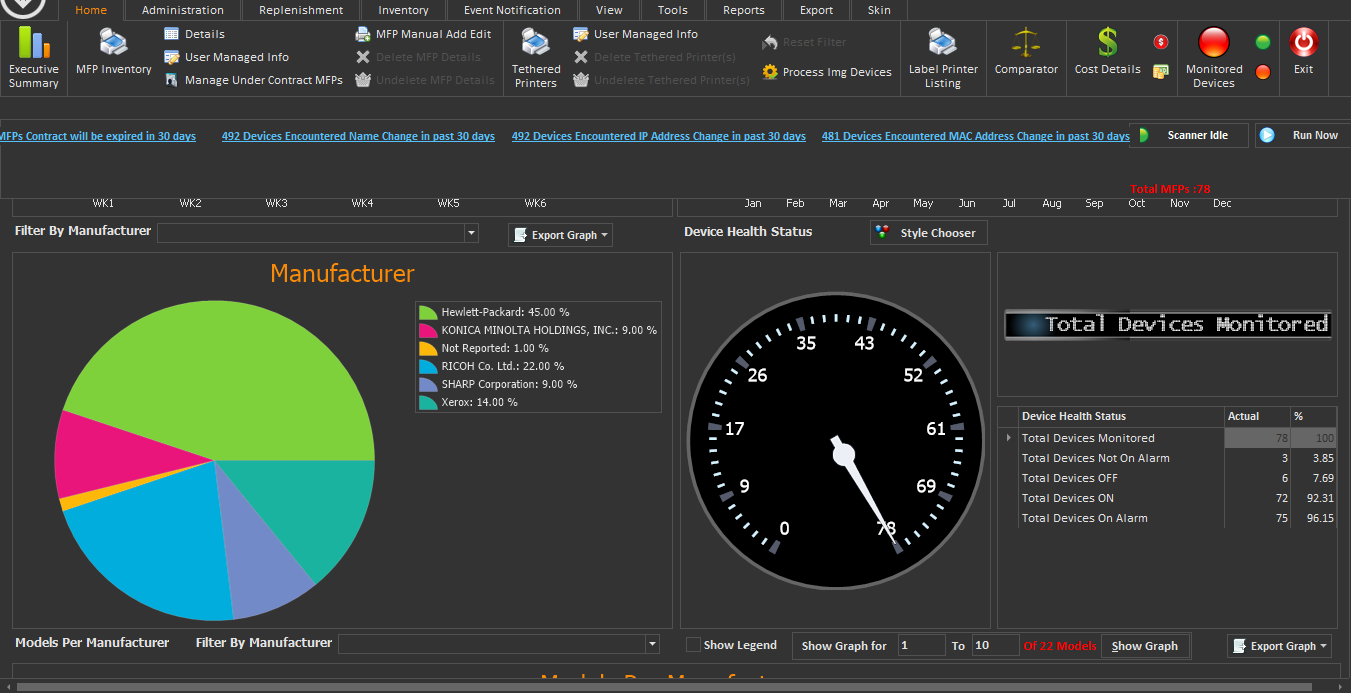 Home Administration Replenishment Inventory Event Notification View Tools Reports Export Skin
Executive Summary
MFP Inventory
Details
User Managed Info
Manage Under Contract MFPs
MFP Manual Add Edit
Delete MFP Details
Undelete MFP Details
Tethered Printers
User Managed Info
Delete Tethered Printer(s)
Undelete Tethered Printer(s)
Reset Filter
Process Img Devices
Label Printer Listing
Comparator
Cost Details
Monitored Devices
Exit
MFPs Contract will be expired in 30 days 492 Devices Encountered Name Change in past 30 days 492 Devices Encountered IP Address Change in past 30 days 481 Devices Encountered MAC Address Change in past 30 days Scanner Idle Run Now
Total MFPs :78
WK1 WK2 WK3 WK4 WK5 WK6 Jan Feb Mar Apr May Jun Jul Aug Sep Oct Nov Dec
Filter By Manufacturer Export Graph Device Health Status Style Chooser
Manufacturer
Hewlett-Packard: 45.00 %
KONICA MINOLTA HOLDINGS, INC.: 9.00 %
Not Reported: 1.00 %
RICOH Co. Ltd.: 22.00 %
SHARP Corporation: 9.00 %
Xerox: 14.00 %
0 9 17 26 35 43 52 61 69 78
Total Devices Monitored
Device Health Status Actual %
Total Devices Monitored 78 100
Total Devices Not On Alarm 3 3.85
Total Devices OFF 6 7.69
Total Devices ON 72 92.31
Total Devices On Alarm 75 96.15
Models Per Manufacturer Filter By Manufacturer Show Legend Show Graph for 1 To 10 Of 22 Models Show Graph Export Graph